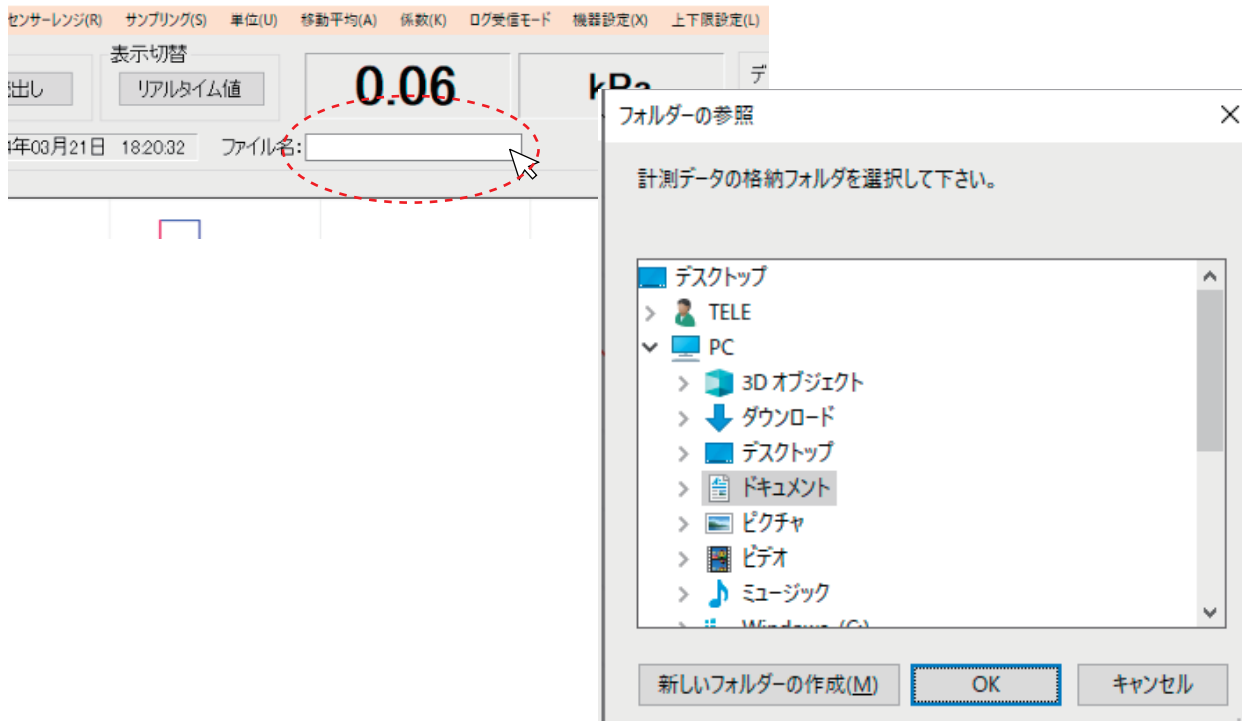 センサーレンジ(R) サンプリング(S) 単位(U) 移動平均(A) 係数(K) ログ受信モード 機器設定(X) 上下限設定(L)
表示切替
出し
リアルタイム値
0.06
kPa
デ
年03月21日 18:20:32
ファイル名:
フォルダーの参照
計測データの格納フォルダを選択して下さい。
デスクトップ
TELE
PC
3D オブジェクト
ダウンロード
デスクトップ
ドキュメント
ピクチャ
ビデオ
ミュージック
Windows (C:)
新しいフォルダーの作成(M)
OK
キャンセル